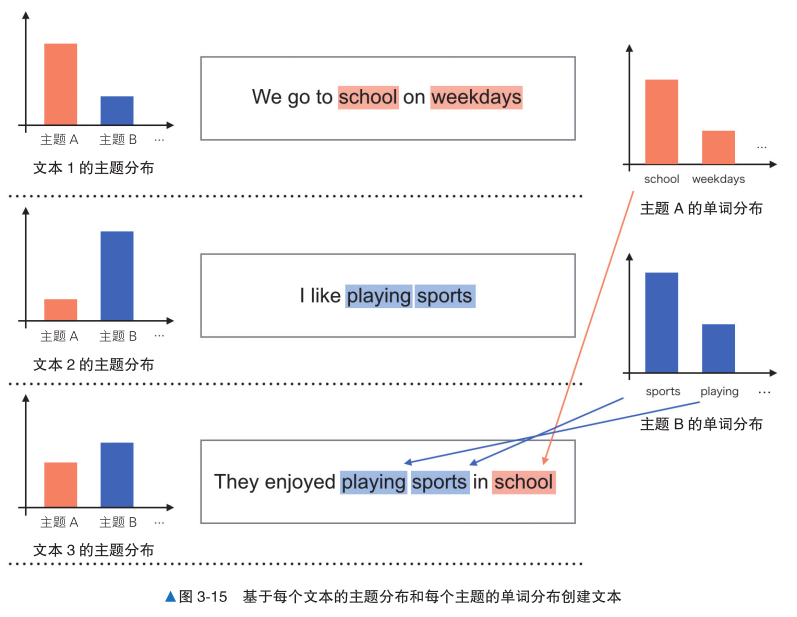 主题 A 主题 B ...
文本 1 的主题分布
We go to school on weekdays
school weekdays ...
主题 A 的单词分布
主题 A 主题 B ...
文本 2 的主题分布
I like playing sports
sports playing ...
主题 B 的单词分布
主题 A 主题 B ...
文本 3 的主题分布
They enjoyed playing sports in school
▲图 3-15 基于每个文本的主题分布和每个主题的单词分布创建文本